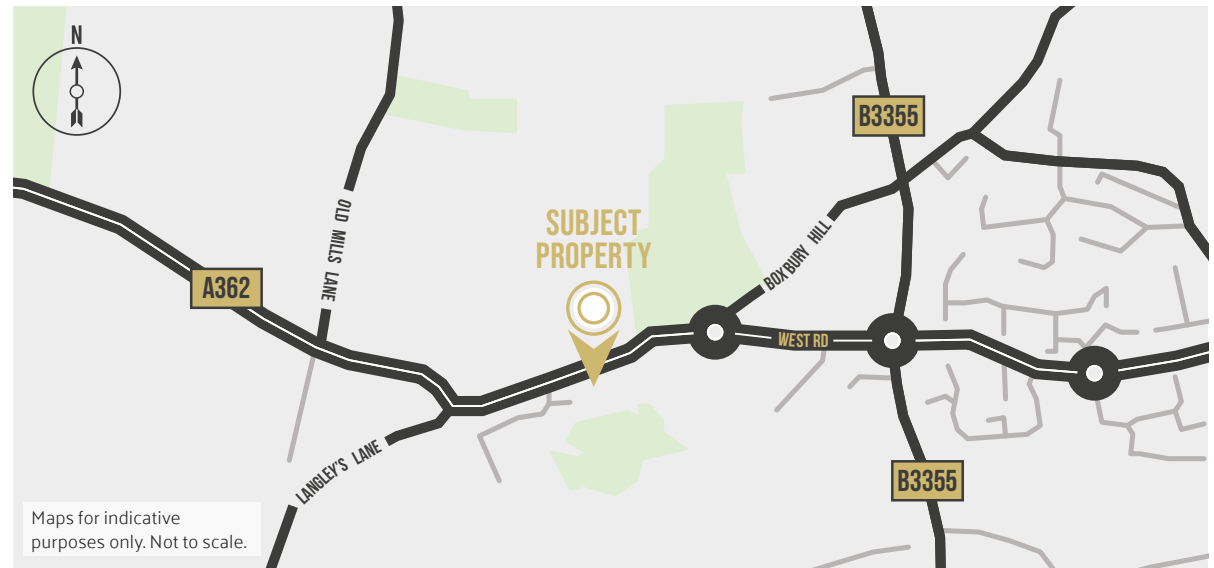 N
B3355
OLD MILLS LANE
SUBJECT
PROPERTY
BOXBURY HILL
A362
WEST RD
LANGLEY'S LANE
B3355
Maps for indicative
purposes only. Not to scale.